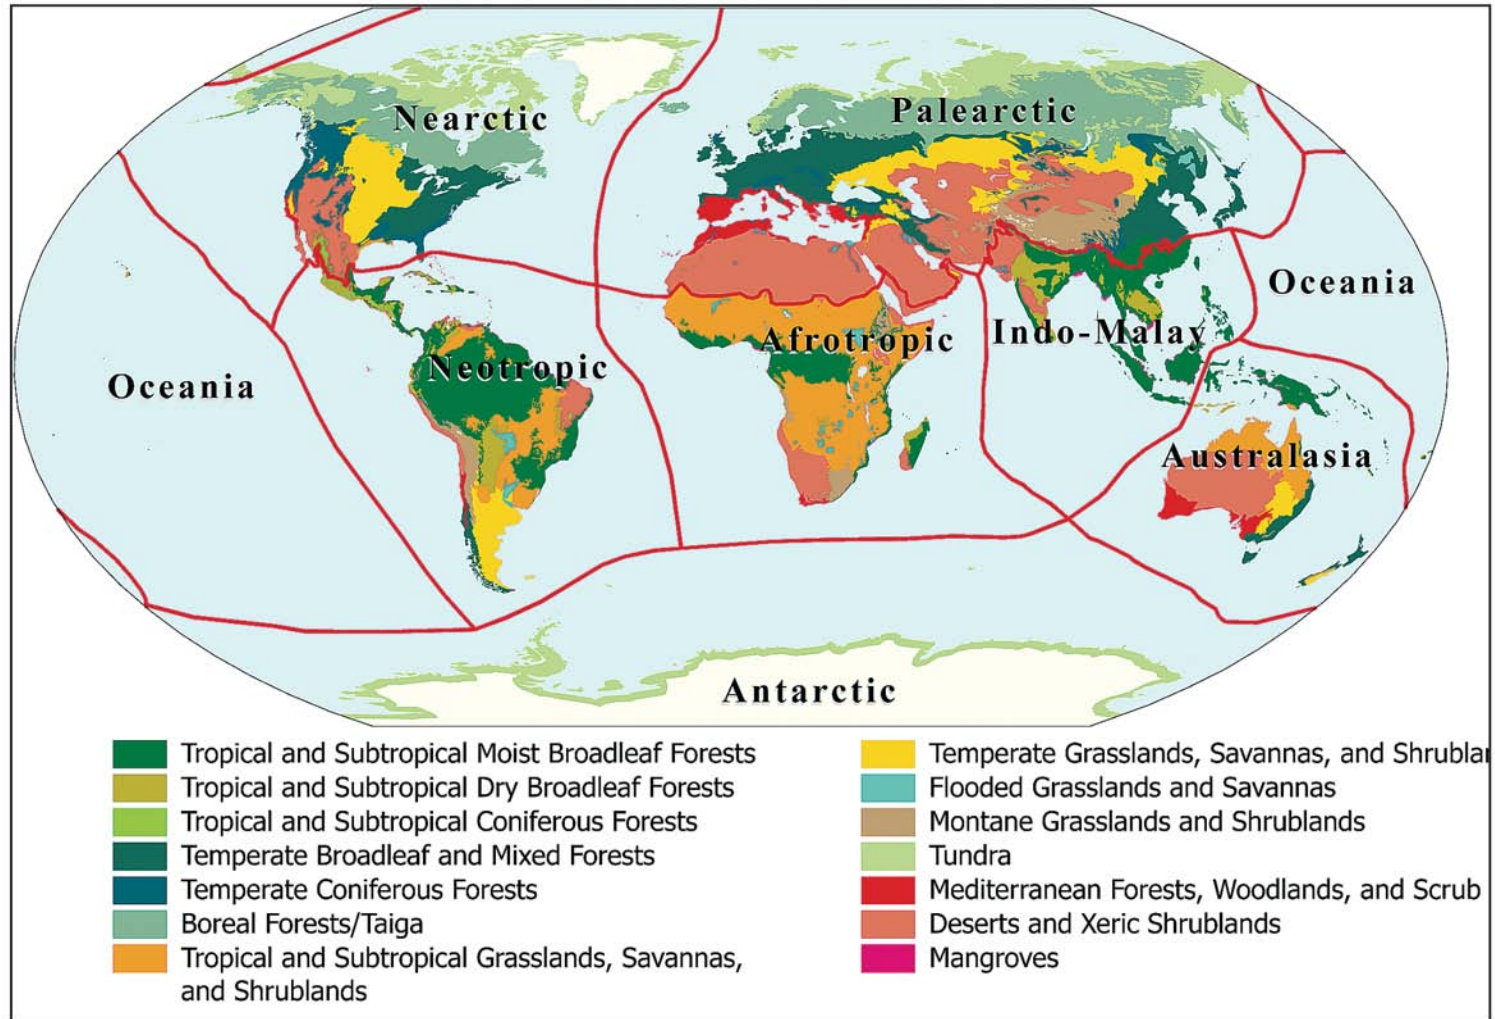 Nearctic
Palearctic
Oceania
Afrotropic
Indo-Malay
Neotropic
Oceania
Australasia
Antarctic
Tropical and Subtropical Moist Broadleaf Forests
Tropical and Subtropical Dry Broadleaf Forests
Tropical and Subtropical Coniferous Forests
Temperate Broadleaf and Mixed Forests
Temperate Coniferous Forests
Boreal Forests/Taiga
Tropical and Subtropical Grasslands, Savannas,
and Shrublands
Temperate Grasslands, Savannas, and Shrublan
Flooded Grasslands and Savannas
Montane Grasslands and Shrublands
Tundra
Mediterranean Forests, Woodlands, and Scrub
Deserts and Xeric Shrublands
Mangroves